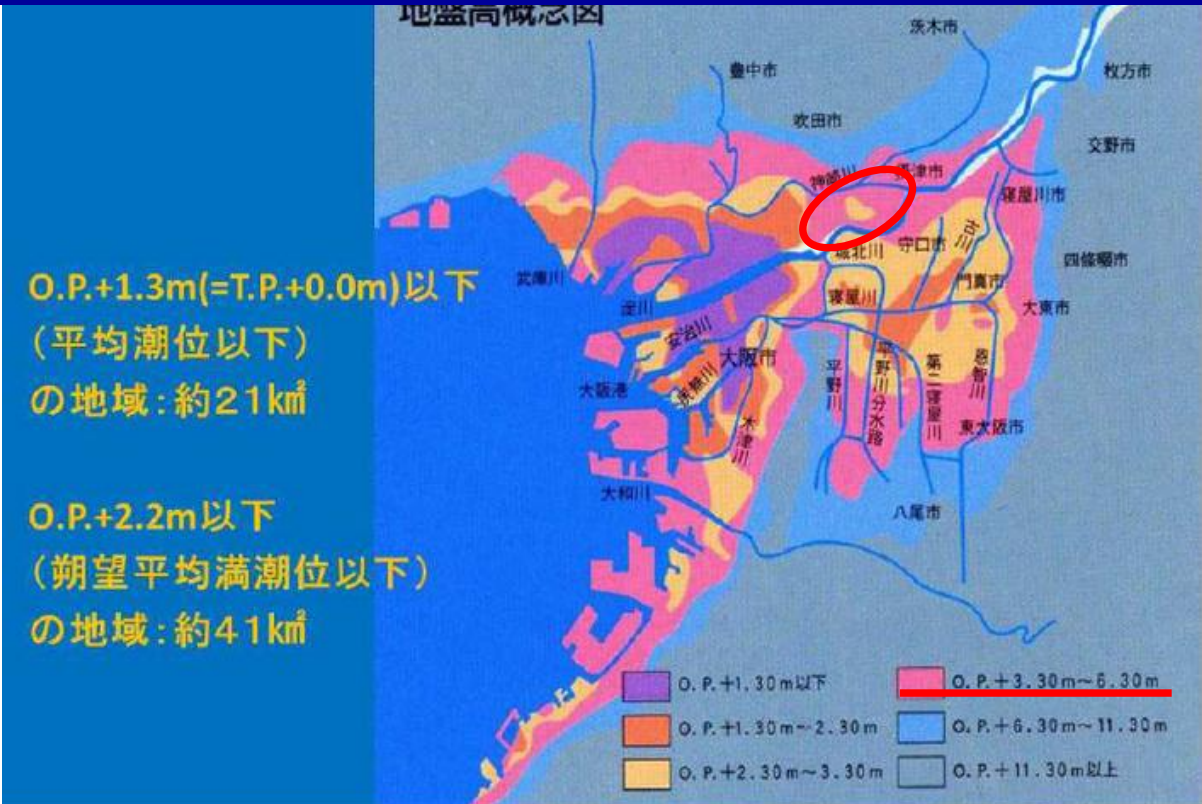 地盤高概念図
茨木市
豊中市
枚方市
吹田市
交野市
神崎川
摂津市
寝屋川市
古川
守口市
城北川
四條畷市
門真市
武庫川
寝屋川
大東市
淀川
安治川
大阪市
大阪港
尻無川
木津川
平野川
平野川分水路
第二寝屋川
恩智川
東大阪市
大和川
八尾市
O.P.+1.3m(=T.P.+0.0m)以下
(平均潮位以下)
の地域:約21k㎡
O.P.+2.2m以下
(朔望平均満潮位以下)
の地域:約41k㎡
O.P.+1.30m以下
O.P.+1.30m~2.30m
O.P.+2.30m~3.30m
O.P.+3.30m~6.30m
O.P.+6.30m~11.30m
O.P.+11.30m以上